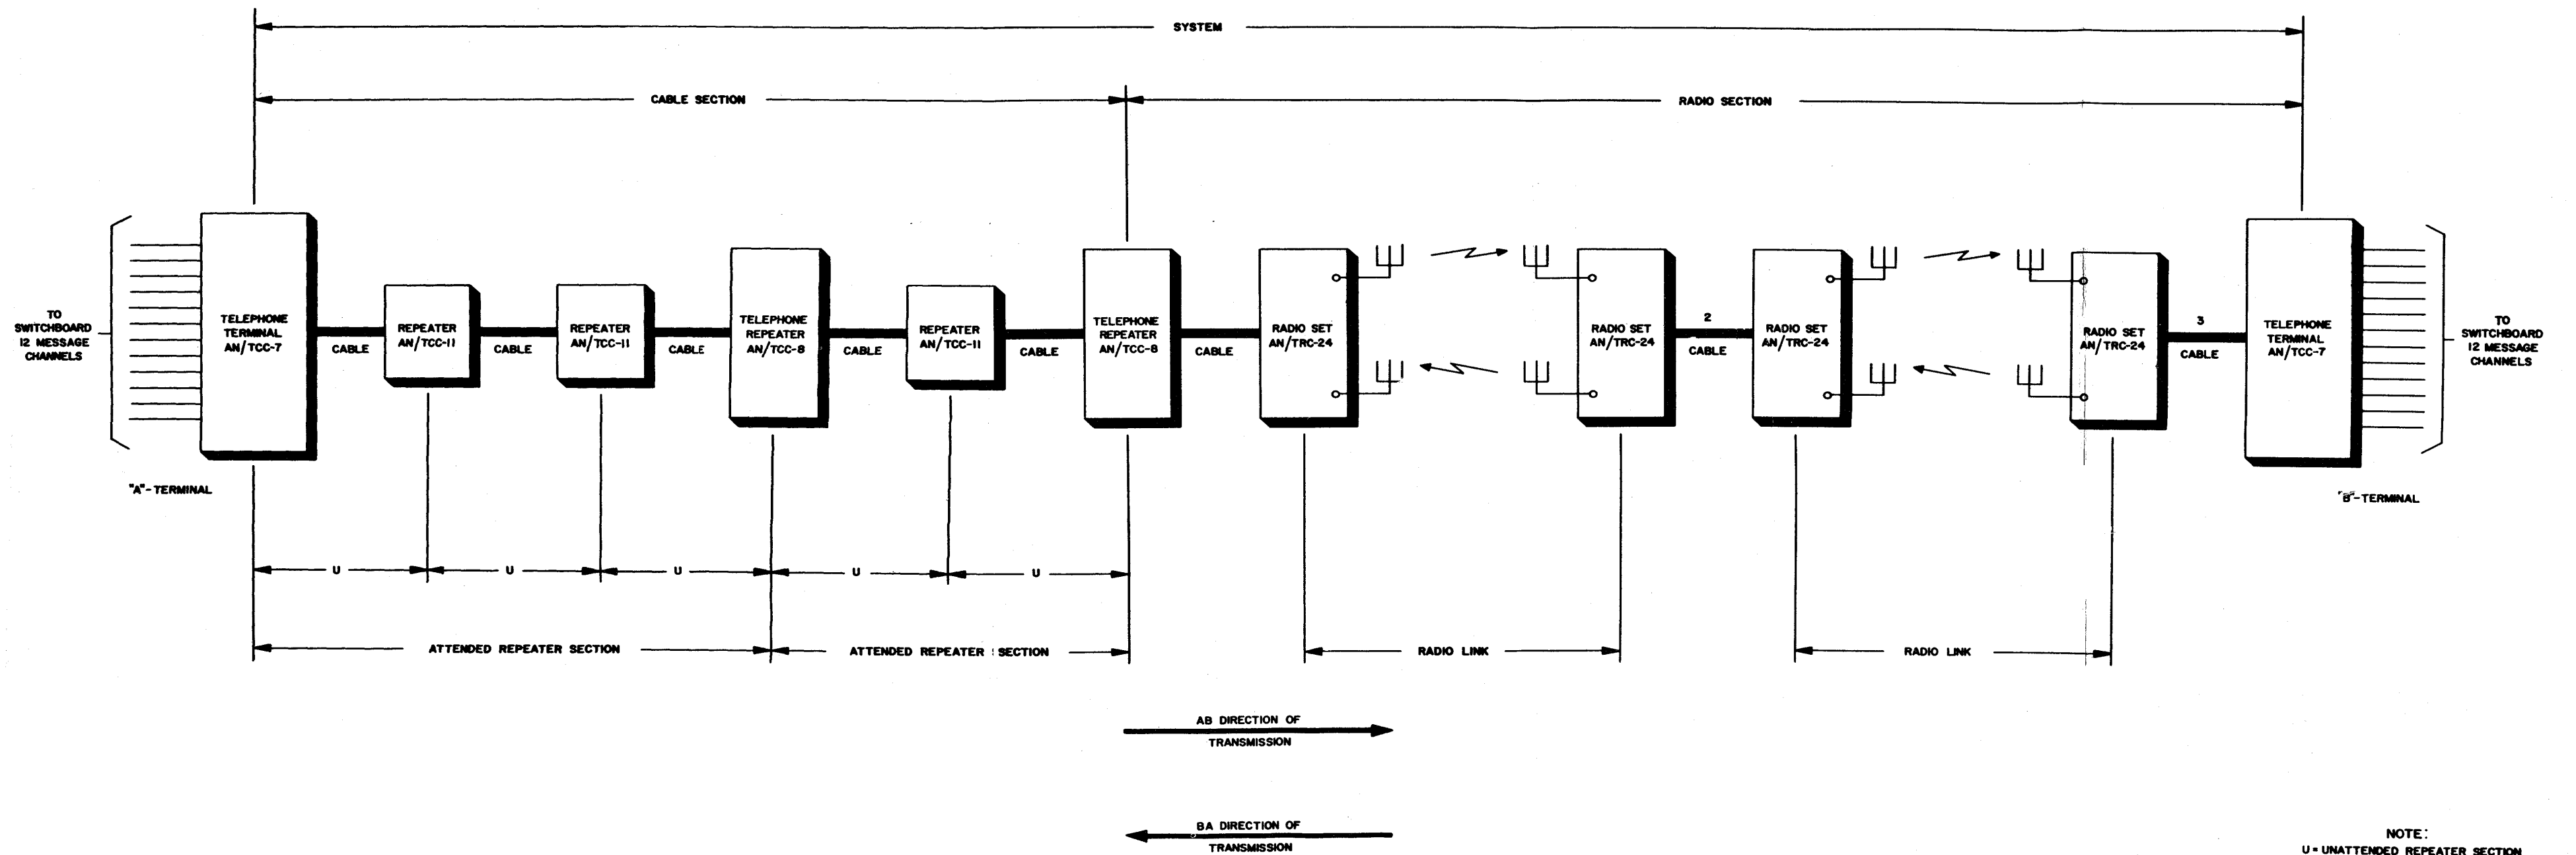 SYSTEM
CABLE SECTION
RADIO SECTION
TO
SWITCHBOARD
12 MESSAGE
CHANNELS
TELEPHONE
TERMINAL
AN/TCC-7
CABLE
REPEATER
AN/TCC-11
CABLE
REPEATER
AN/TCC-11
CABLE
TELEPHONE
REPEATER
AN/TCC-8
CABLE
REPEATER
AN/TCC-11
CABLE
TELEPHONE
REPEATER
AN/TCC-8
CABLE
RADIO SET
AN/TRC-24
RADIO SET
AN/TRC-24
2
CABLE
RADIO SET
AN/TRC-24
RADIO SET
AN/TRC-24
3
CABLE
TELEPHONE
TERMINAL
AN/TCC-7
TO
SWITCHBOARD
12 MESSAGE
CHANNELS
"A"-TERMINAL
"B"-TERMINAL
U
U
U
U
U
ATTENDED REPEATER SECTION
ATTENDED REPEATER SECTION
RADIO LINK
RADIO LINK
AB DIRECTION OF
TRANSMISSION
BA DIRECTION OF
TRANSMISSION
NOTE:
U = UNATTENDED REPEATER SECTION